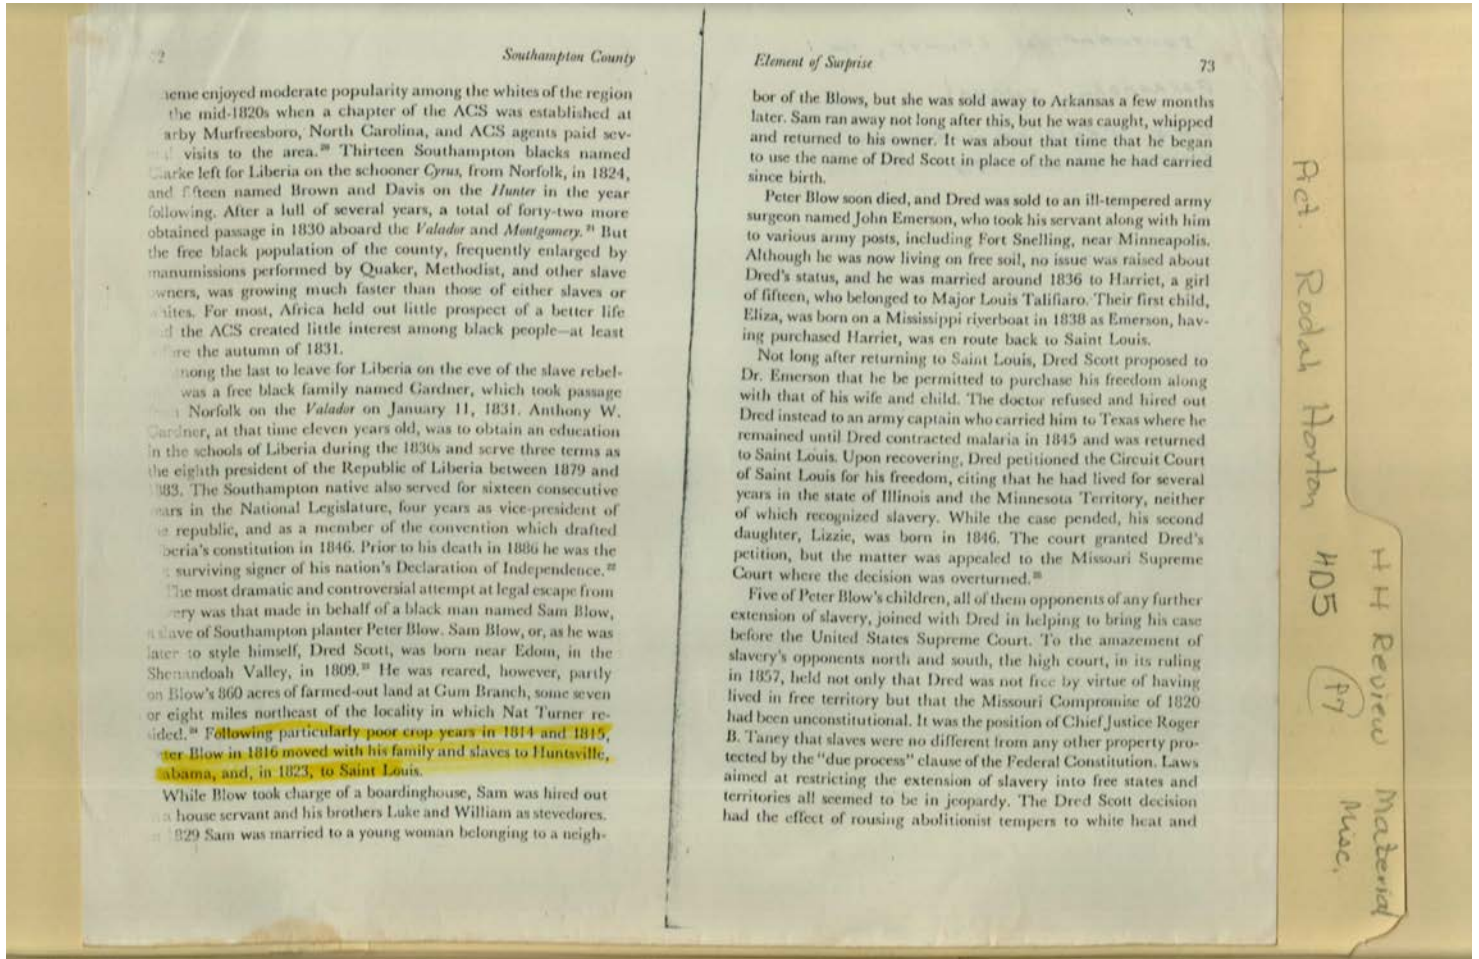 2 Southampton County
eme enjoyed moderate popularity among the whites of the region
the mid-1820s when a chapter of the ACS was established at
arby Murfreesboro, North Carolina, and ACS agents paid sev-
visits to the area.²⁰ Thirteen Southampton blacks named
arke left for Liberia on the schooner Cyrus, from Norfolk, in 1824,
and fifteen named Brown and Davis on the Hunter in the year
following. After a lull of several years, a total of forty-two more
obtained passage in 1830 aboard the Valador and Montgomery.²¹ But
the free black population of the county, frequently enlarged by
manumissions performed by Quaker, Methodist, and other slave
owners, was growing much faster than those of either slaves or
ites. For most, Africa held out little prospect of a better life
d the ACS created little interest among black people—at least
re the autumn of 1831.
nong the last to leave for Liberia on the eve of the slave rebel-
was a free black family named Gardner, which took passage
Norfolk on the Valador on January 11, 1831. Anthony W.
Gardner, at that time eleven years old, was to obtain an education
in the schools of Liberia during the 1830s and serve three terms as
the eighth president of the Republic of Liberia between 1879 and
883. The Southampton native also served for sixteen consecutive
ears in the National Legislature, four years as vice-president of
e republic, and as a member of the convention which drafted
beria's constitution in 1846. Prior to his death in 1886 he was the
surviving signer of his nation's Declaration of Independence.²²
The most dramatic and controversial attempt at legal escape from
ery was that made in behalf of a black man named Sam Blow,
a slave of Southampton planter Peter Blow. Sam Blow, or, as he was
later to style himself, Dred Scott, was born near Edom, in the
Shenandoah Valley, in 1809.²³ He was reared, however, partly
on Blow's 860 acres of farmed-out land at Gum Branch, some seven
or eight miles northeast of the locality in which Nat Turner re-
sided.²⁴ Following particularly poor crop years in 1814 and 1815,
ter Blow in 1816 moved with his family and slaves to Huntsville,
abama, and, in 1823, to Saint Louis.
While Blow took charge of a boardinghouse, Sam was hired out
a house servant and his brothers Luke and William as stevedores.
1829 Sam was married to a young woman belonging to a neigh-
Element of Surprise 73
bor of the Blows, but she was sold away to Arkansas a few months
later. Sam ran away not long after this, but he was caught, whipped
and returned to his owner. It was about that time that he began
to use the name of Dred Scott in place of the name he had carried
since birth.
Peter Blow soon died, and Dred was sold to an ill-tempered army
surgeon named John Emerson, who took his servant along with him
to various army posts, including Fort Snelling, near Minneapolis.
Although he was now living on free soil, no issue was raised about
Dred's status, and he was married around 1836 to Harriet, a girl
of fifteen, who belonged to Major Louis Talifiaro. Their first child,
Eliza, was born on a Mississippi riverboat in 1838 as Emerson, hav-
ing purchased Harriet, was en route back to Saint Louis.
Not long after returning to Saint Louis, Dred Scott proposed to
Dr. Emerson that he be permitted to purchase his freedom along
with that of his wife and child. The doctor refused and hired out
Dred instead to an army captain who carried him to Texas where he
remained until Dred contracted malaria in 1845 and was returned
to Saint Louis. Upon recovering, Dred petitioned the Circuit Court
of Saint Louis for his freedom, citing that he had lived for several
years in the state of Illinois and the Minnesota Territory, neither
of which recognized slavery. While the case pended, his second
daughter, Lizzie, was born in 1846. The court granted Dred's
petition, but the matter was appealed to the Missouri Supreme
Court where the decision was overturned.²⁵
Five of Peter Blow's children, all of them opponents of any further
extension of slavery, joined with Dred in helping to bring his case
before the United States Supreme Court. To the amazement of
slavery's opponents north and south, the high court, in its ruling
in 1857, held not only that Dred was not free by virtue of having
lived in free territory but that the Missouri Compromise of 1820
had been unconstitutional. It was the position of Chief Justice Roger
B. Taney that slaves were no different from any other property pro-
tected by the "due process" clause of the Federal Constitution. Laws
aimed at restricting the extension of slavery into free states and
territories all seemed to be in jeopardy. The Dred Scott decision
had the effect of rousing abolitionist tempers to white heat and
Pict. Rodah Horton HD5 P7
HH Review Material
Misc.